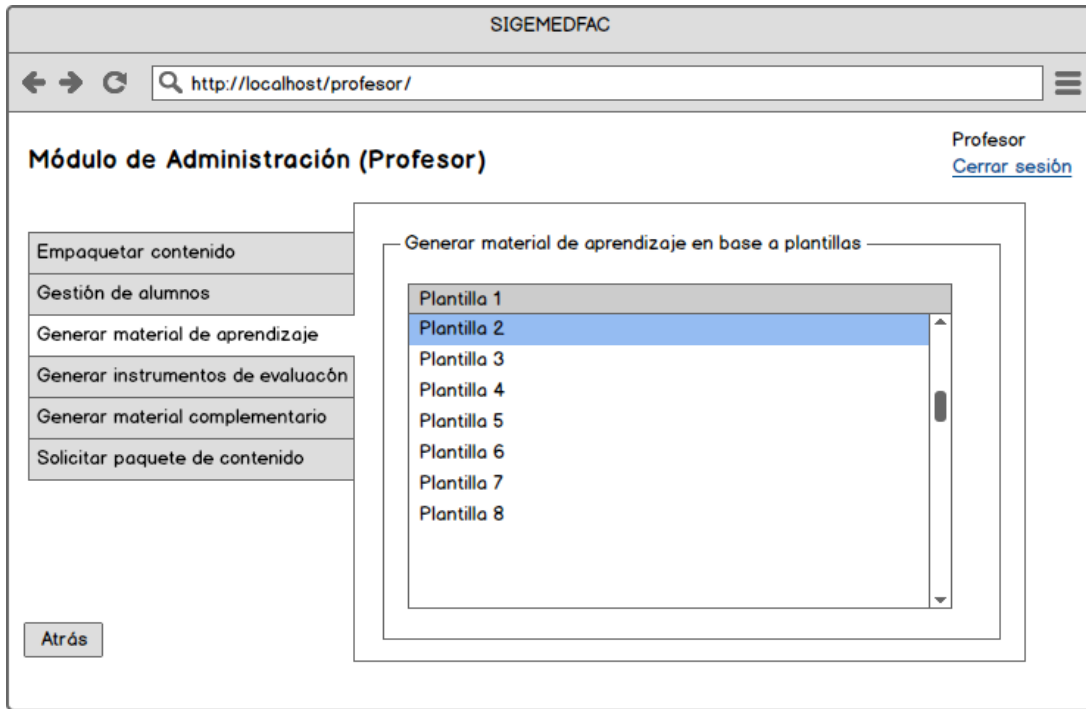 SIGEMEDFAC
http://localhost/profesor/
Módulo de Administración (Profesor)
Profesor
Cerrar sesión
Empaquetar contenido
Gestión de alumnos
Generar material de aprendizaje
Generar instrumentos de evaluacón
Generar material complementario
Solicitar paquete de contenido
Generar material de aprendizaje en base a plantillas
Plantilla 1
Plantilla 2
Plantilla 3
Plantilla 4
Plantilla 5
Plantilla 6
Plantilla 7
Plantilla 8
Atrás